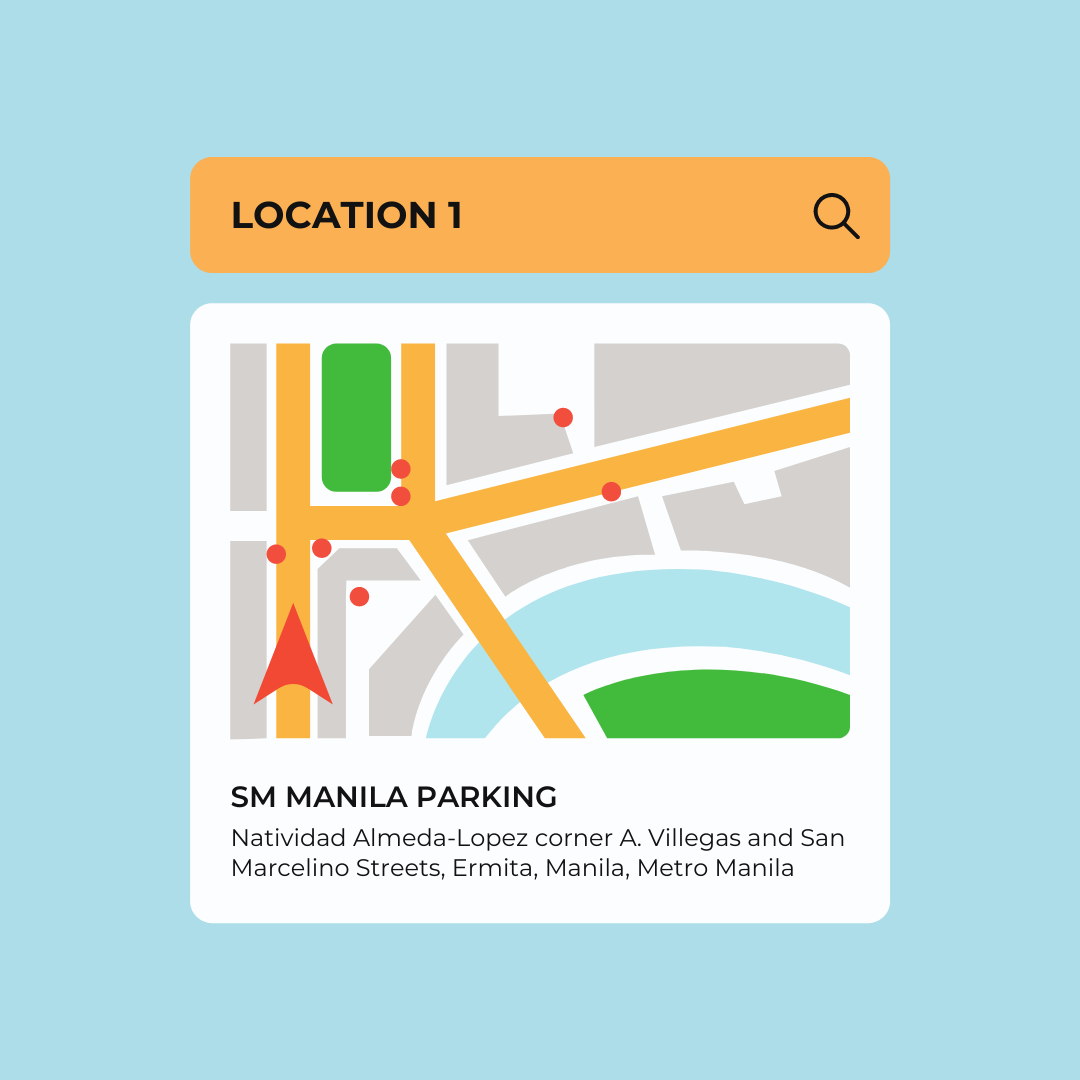 LOCATION 1
SM MANILA PARKING
Natividad Almeda-Lopez corner A. Villegas and San
Marcelino Streets, Ermita, Manila, Metro Manila